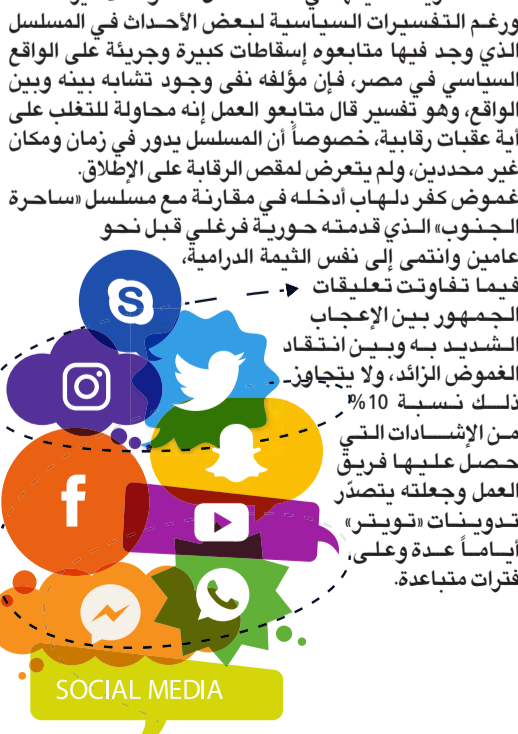 ورغم التفسيرات السياسية لبعض الأحداث في المسلسل
الذي وجد فيها متابعوه إسقاطات كبيرة وجريئة على الواقع
السياسي في مصر، فإن مؤلفه نفى وجود تشابه بينه وبين
الواقع، وهو تفسير قال متابعو العمل إنه محاولة للتغلب على
أية عقبات رقابية، خصوصاً أن المسلسل يدور في زمان ومكان
غير محددين، ولم يتعرض لمقص الرقابة على الإطلاق.
غموض كفر دلهاب أدخله في مقارنة مع مسلسل «ساحرة
الجنوب» الذي قدمته حورية فرغلي قبل نحو
عامين وانتمى إلى نفس الثيمة الدرامية،
فيما تفاوتت تعليقات
الجمهور بين الإعجاب
الشديد به وبين انتقاد
الغموض الزائد، ولا يتجاوز
ذلك نسبة 10%
من الإشادات التي
حصل عليها فريق
العمل وجعلته يتصدّر
تدوينات «تويتر»
أياماً عدة وعلى
فترات متباعدة.
SOCIAL MEDIA